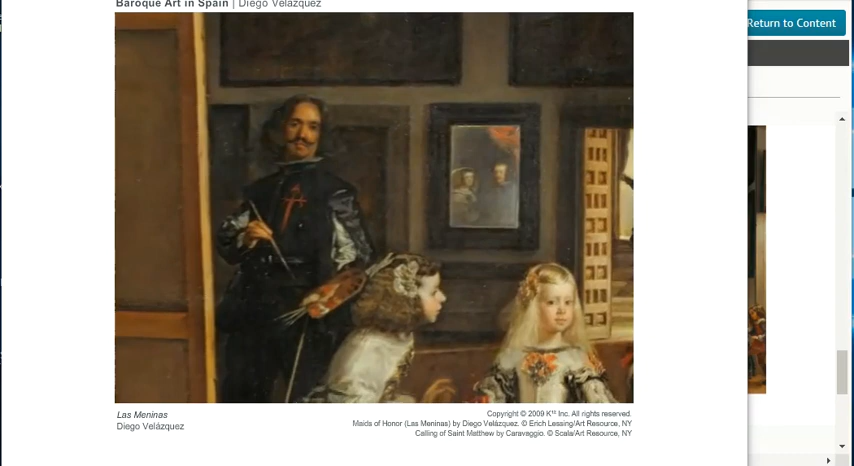 Baroque Art in Spain | Diego Velázquez
Return to Content
Las Meninas
Diego Velázquez
Copyright © 2009 K¹² Inc. All rights reserved.
Maids of Honor (Las Meninas) by Diego Velázquez. © Erich Lessing/Art Resource, NY
Calling of Saint Matthew by Caravaggio. © Scala/Art Resource, NY